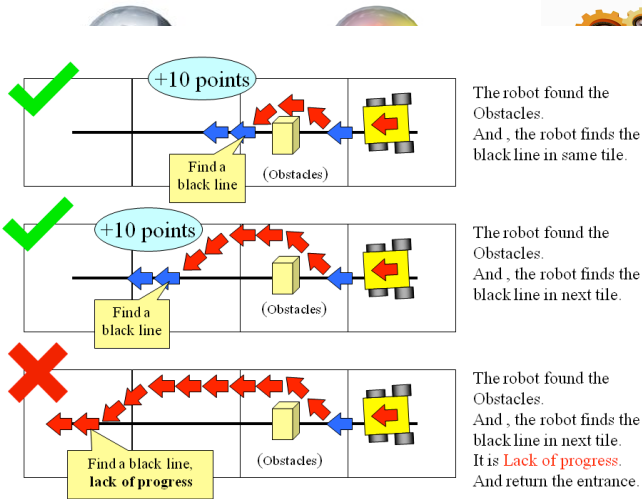 +10 points
Find a
black line
(Obstacles)
The robot found the
Obstacles.
And , the robot finds the
black line in same tile.
+10 points
Find a
black line
(Obstacles)
The robot found the
Obstacles.
And , the robot finds the
black line in next tile.
Find a black line,
lack of progress
(Obstacles)
The robot found the
Obstacles.
And , the robot finds the
black line in next tile.
It is Lack of progress.
And return the entrance.